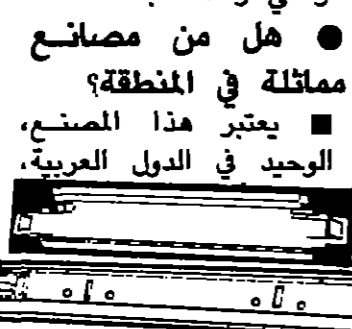 ● هل من مصانع
مماثلة في المنطقة؟
■ يعتبر هذا المصنع،
الوحيد في الدول العربية،